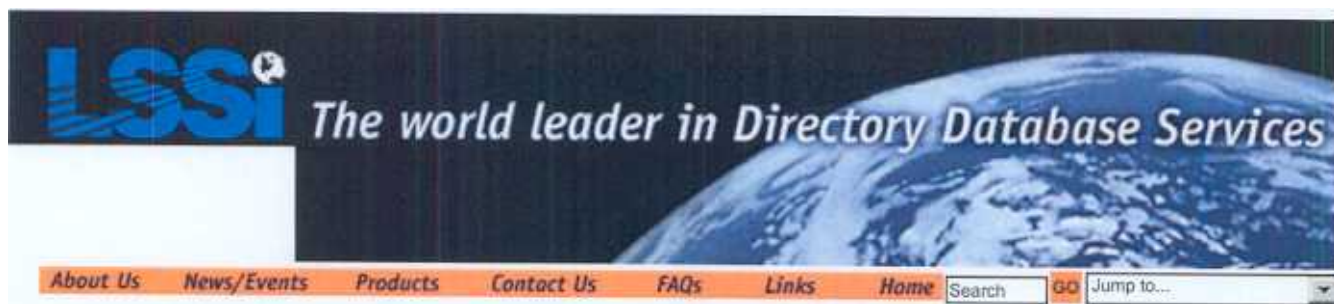 LSSi
The world leader in Directory Database Services
About Us News/Events Products Contact Us FAQs Links Home Search GO Jump to...